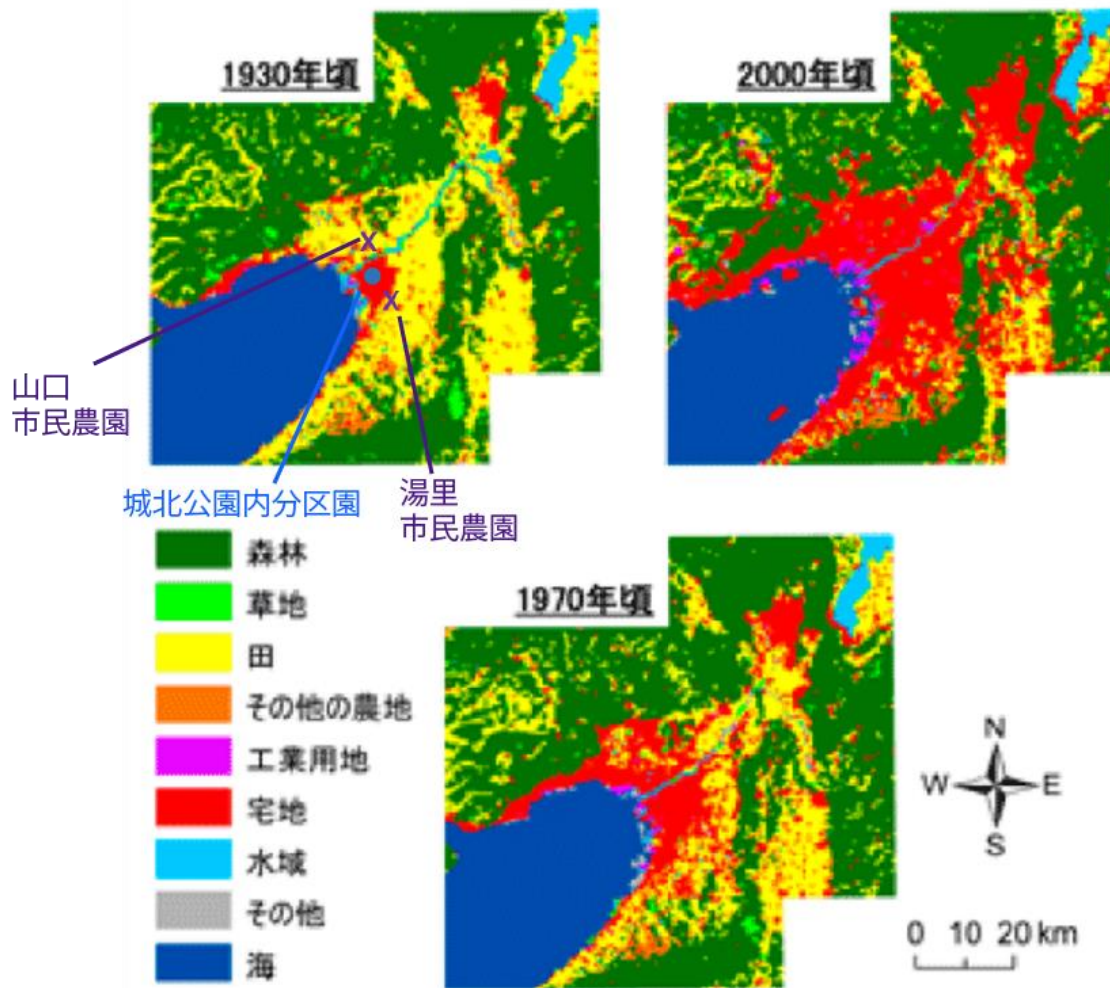 1930年頃
2000年頃
山口
市民農園
城北公園内分区園
湯里
市民農園
森林
草地
田
その他の農地
工業用地
宅地
水域
その他
海
1970年頃
N
W
E
S
0 10 20 km